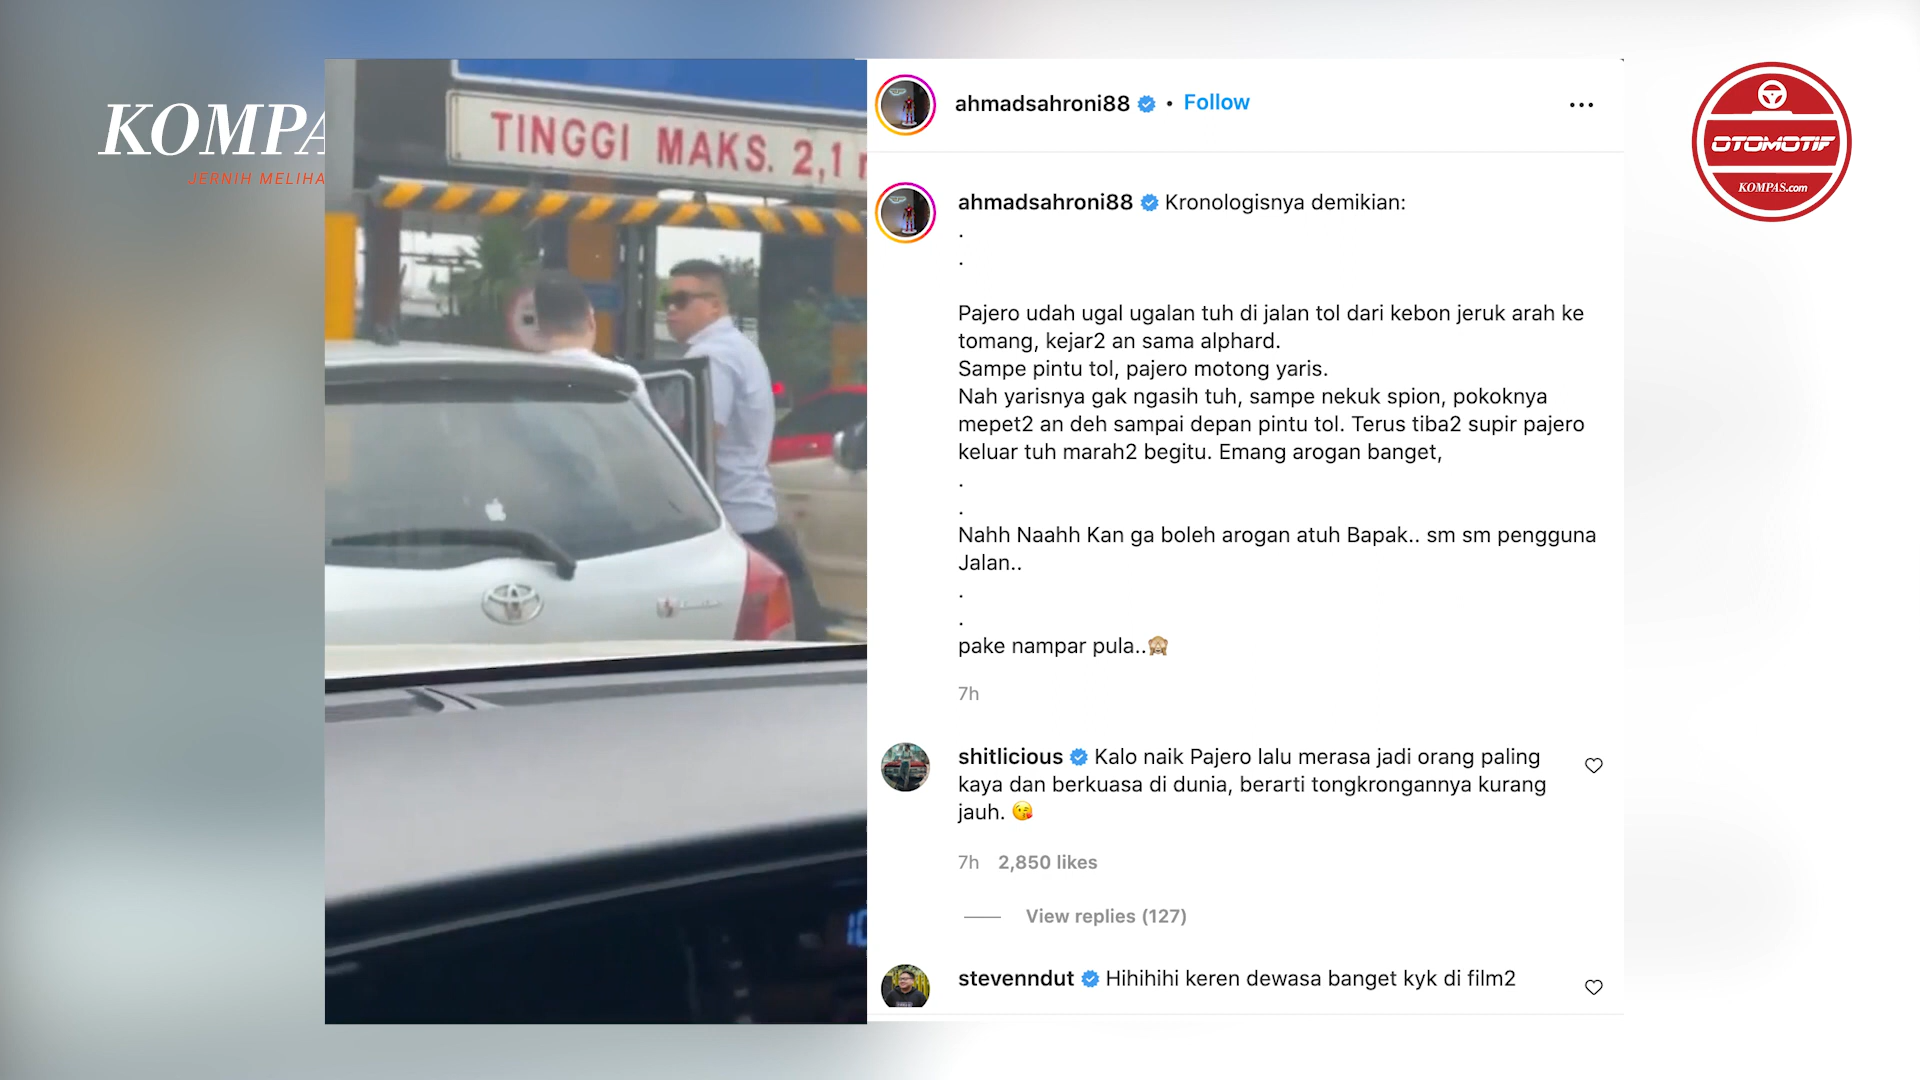 KOMPA
JERNIH MELIHA
TINGGI MAKS. 2,1
ahmadsahroni88 • Follow
ahmadsahroni88 Kronologisnya demikian:
.
.
Pajero udah ugal ugalan tuh di jalan tol dari kebon jeruk arah ke
tomang, kejar2 an sama alphard.
Sampe pintu tol, pajero motong yaris.
Nah yarisnya gak ngasih tuh, sampe nekuk spion, pokoknya
mepet2 an deh sampai depan pintu tol. Terus tiba2 supir pajero
keluar tuh marah2 begitu. Emang arogan banget,
.
.
Nahh Naahh Kan ga boleh arogan atuh Bapak.. sm sm pengguna
Jalan..
.
.
pake nampar pula..🙈
7h
shitlicious Kalo naik Pajero lalu merasa jadi orang paling
kaya dan berkuasa di dunia, berarti tongkrongannya kurang
jauh. 😘
7h 2,850 likes
View replies (127)
stevenndut Hihihihi keren dewasa banget kyk di film2
OTOMOTIF
KOMPAS.com